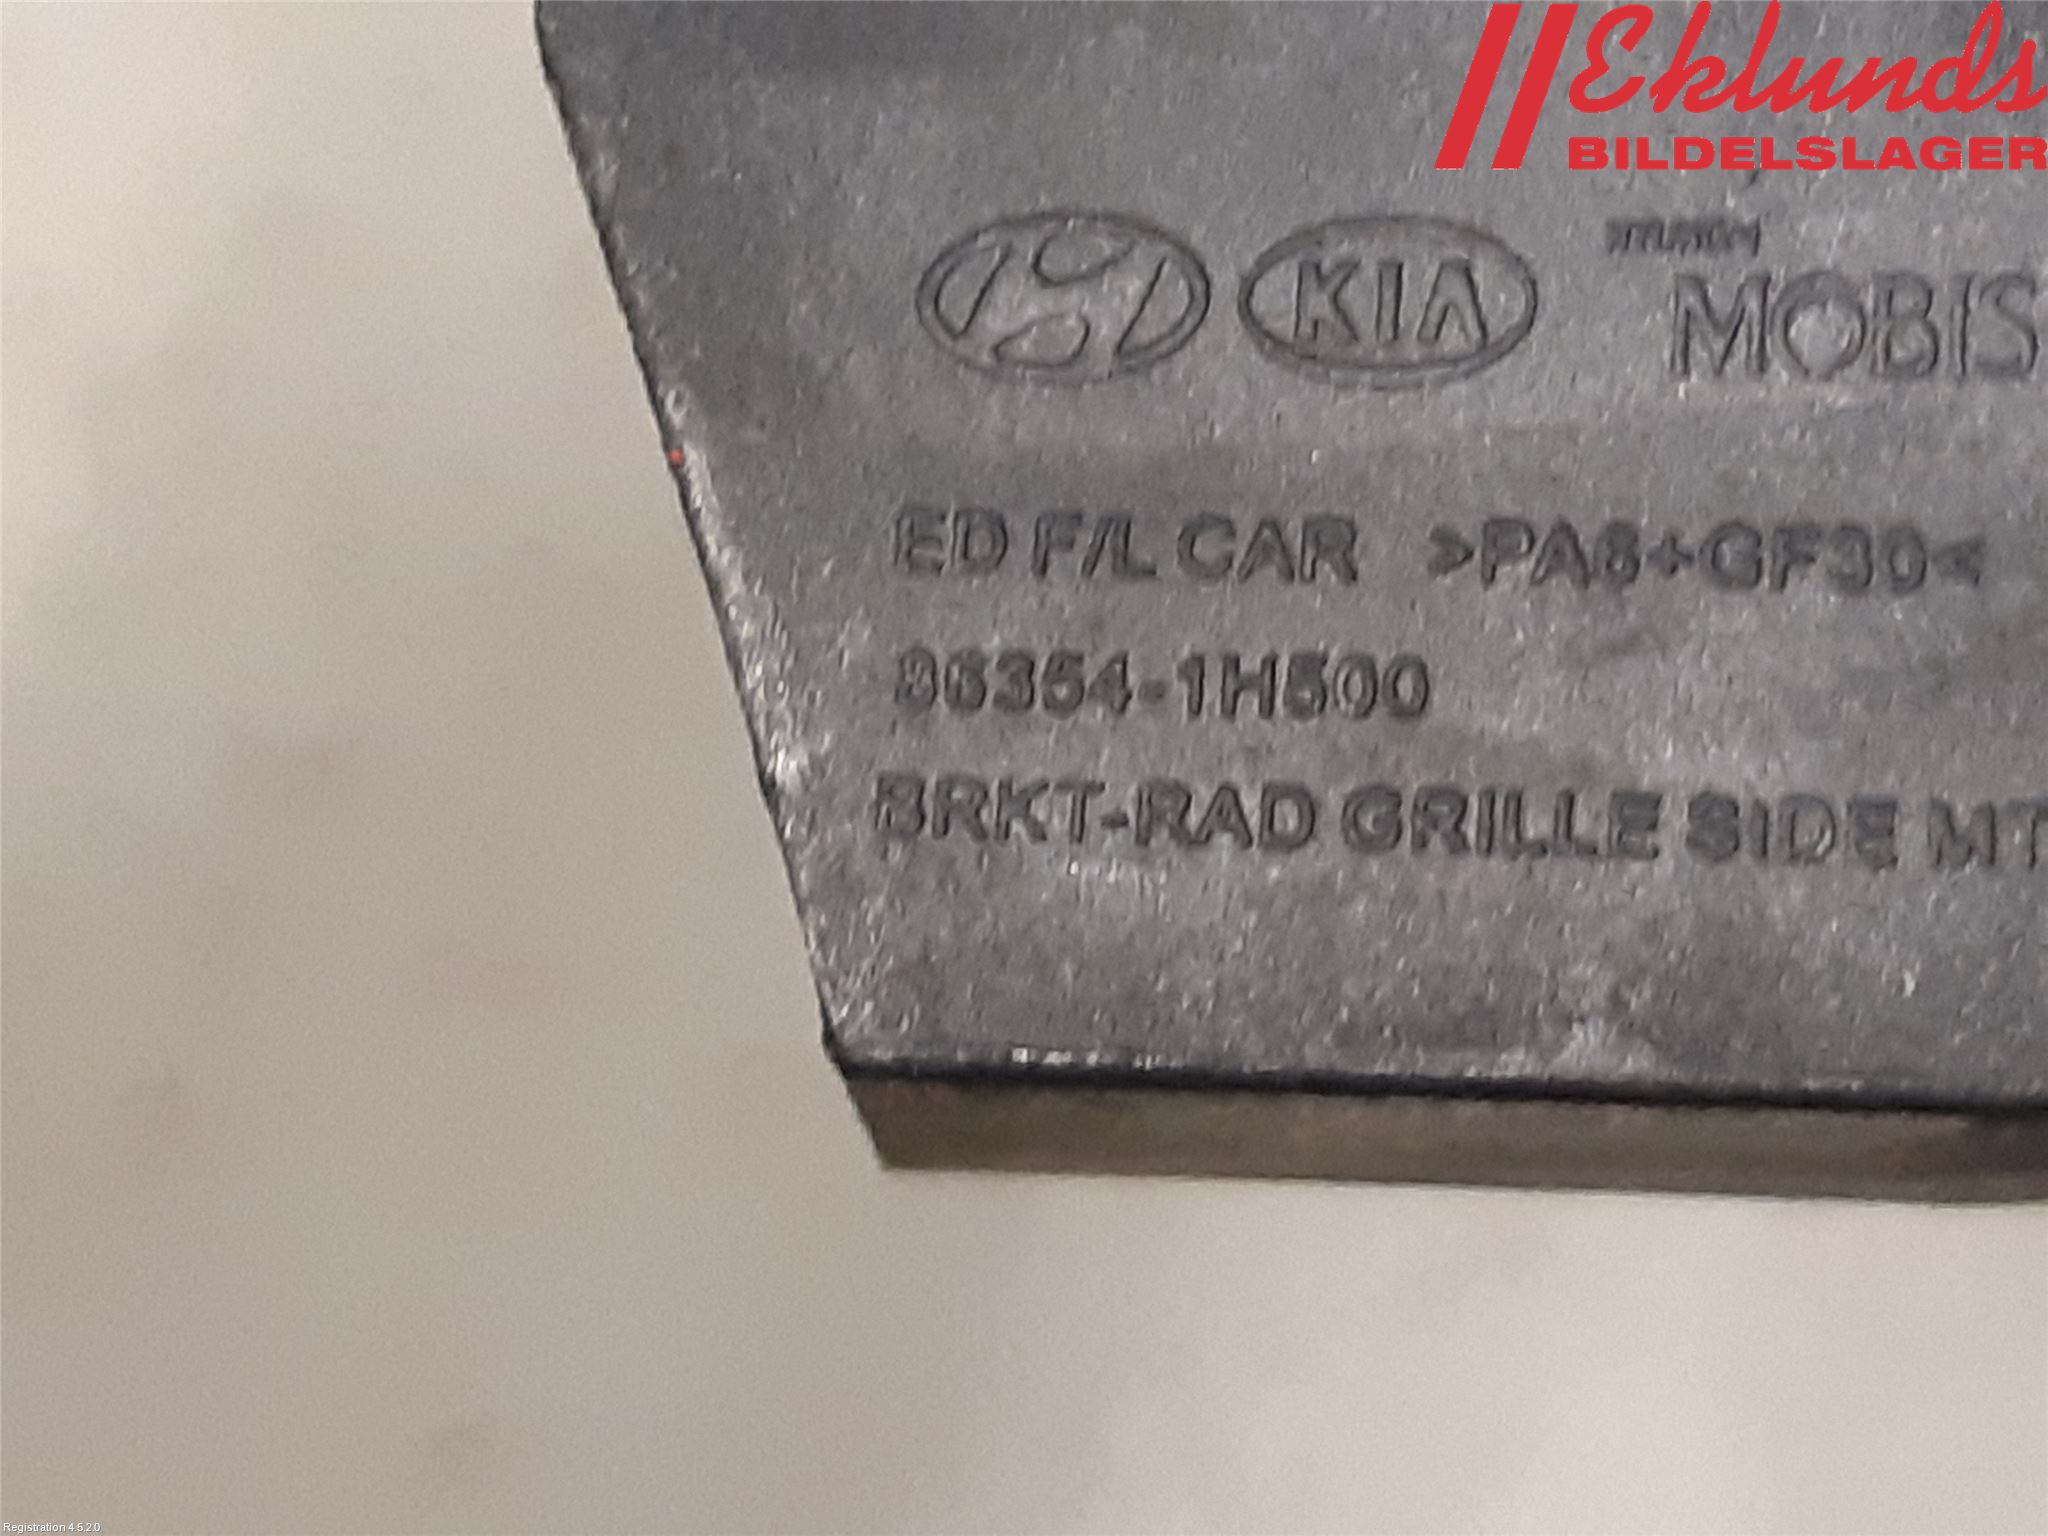 Eklunds
BILDELSLAGER
KIA
HYUNDAI
MOBIS
ED F/L CAR >PA6+GF30<
86354-1H500
BRKT-RAD GRILLE SIDE MT
Registration 4.5.2.0